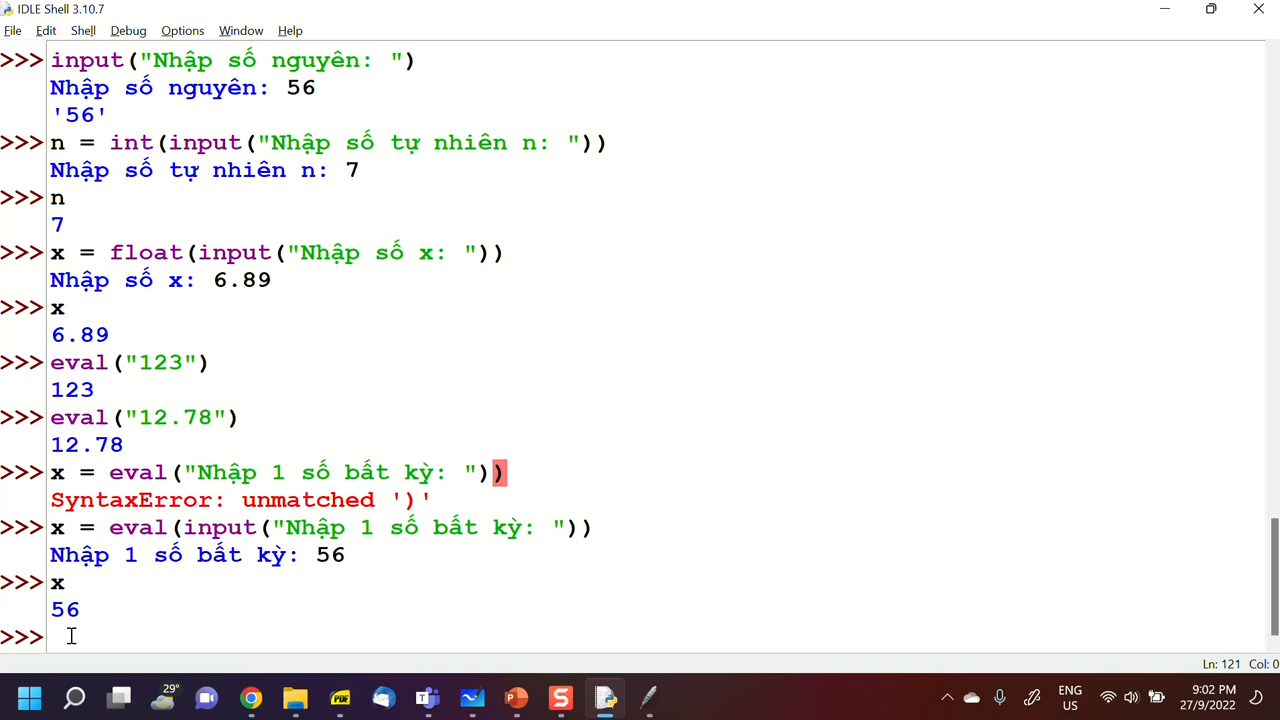 IDLE Shell 3.10.7
File Edit Shell Debug Options Window Help
>>> input("Nhập số nguyên: ")
Nhập số nguyên: 56
'56'
>>> n = int(input("Nhập số tự nhiên n: "))
Nhập số tự nhiên n: 7
>>> n
7
>>> x = float(input("Nhập số x: "))
Nhập số x: 6.89
>>> x
6.89
>>> eval("123")
123
>>> eval("12.78")
12.78
>>> x = eval("Nhập 1 số bất kỳ: "))
SyntaxError: unmatched ')'
>>> x = eval(input("Nhập 1 số bất kỳ: "))
Nhập 1 số bất kỳ: 56
>>> x
56
>>>
Ln: 121 Col: 0
29°
PDF
S
ENG
US
9:02 PM
27/9/2022